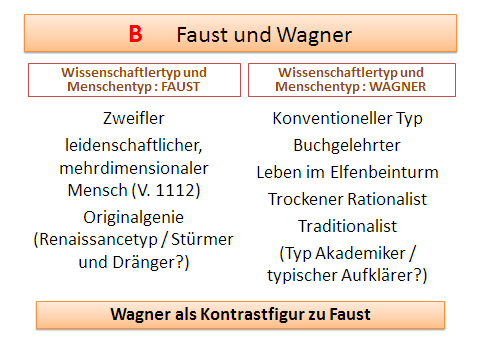 B Faust und Wagner
Wissenschaftlertyp und
Menschentyp : FAUST
Zweifler
leidenschaftlicher,
mehrdimensionaler
Mensch (V. 1112)
Originalgenie
(Renaissancetyp / Stürmer
und Dränger?)
Wissenschaftlertyp und
Menschentyp : WAGNER
Konventioneller Typ
Buchgelehrter
Leben im Elfenbeinturm
Trockener Rationalist
Traditionalist
(Typ Akademiker /
typischer Aufklärer?)
Wagner als Kontrastfigur zu Faust